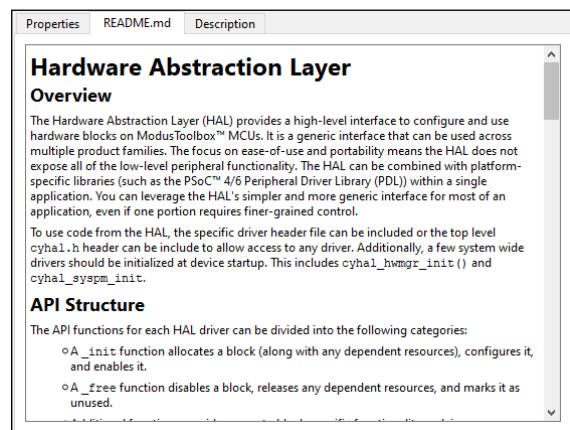 Properties README.md Description
Hardware Abstraction Layer
Overview
The Hardware Abstraction Layer (HAL) provides a high-level interface to configure and use
hardware blocks on ModusToolbox™ MCUs. It is a generic interface that can be used across
multiple product families. The focus on ease-of-use and portability means the HAL does not
expose all of the low-level peripheral functionality. The HAL can be combined with platform-
specific libraries (such as the PSoC™ 4/6 Peripheral Driver Library (PDL)) within a single
application. You can leverage the HAL's simpler and more generic interface for most of an
application, even if one portion requires finer-grained control.
To use code from the HAL, the specific driver header file can be included or the top level
cyhal.h header can be include to allow access to any driver. Additionally, a few system wide
drivers should be initialized at device startup. This includes cyhal_hwmgr_init() and
cyhal_syspm_init.
API Structure
The API functions for each HAL driver can be divided into the following categories:
A _init function allocates a block (along with any dependent resources), configures it,
and enables it.
A _free function disables a block, releases any dependent resources, and marks it as
unused.